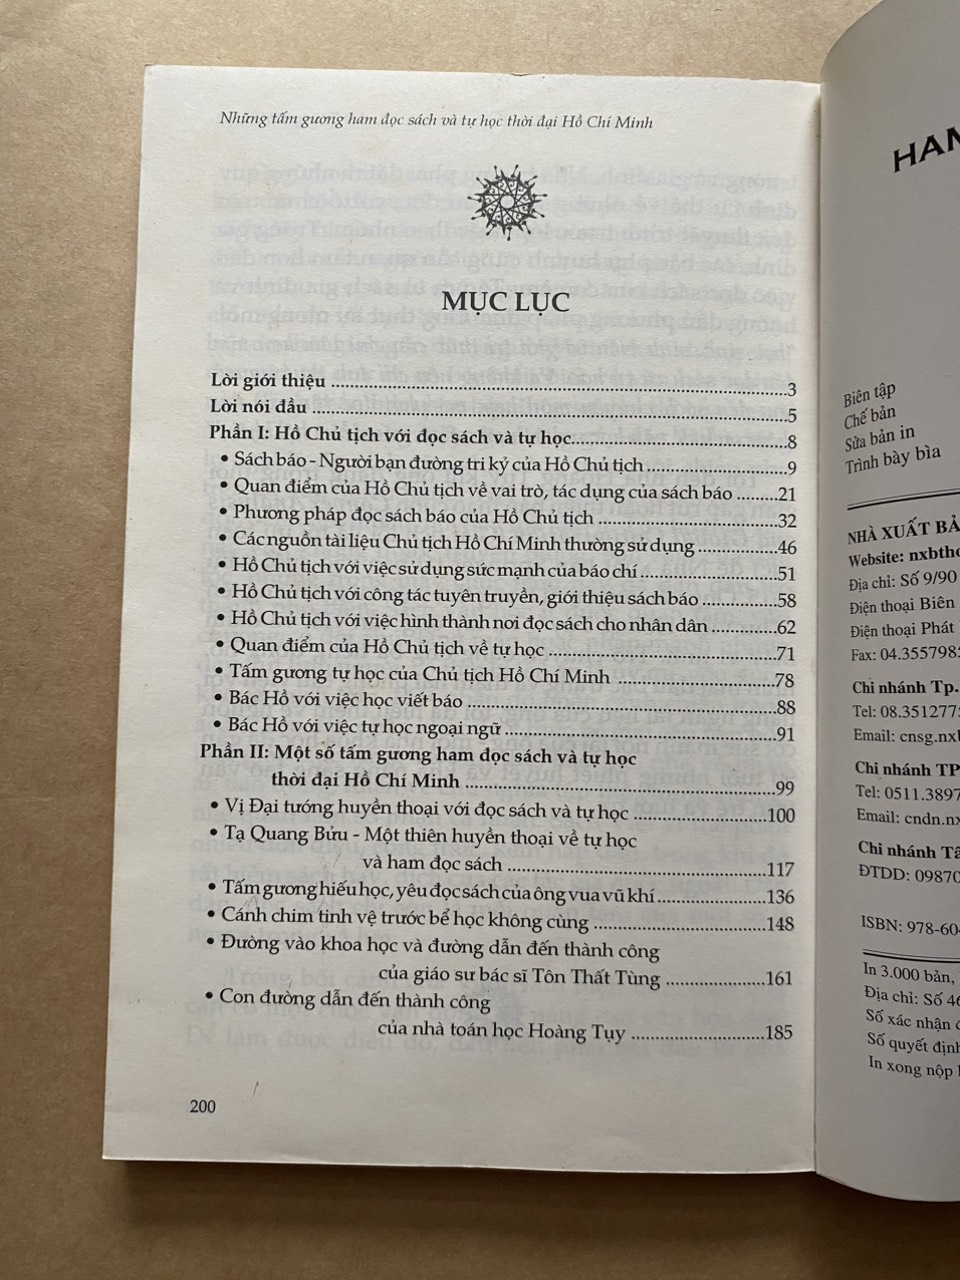 Những tấm gương ham đọc sách và tự học thời đại Hồ Chí Minh
MỤC LỤC
Lời giới thiệu ..........3
Lời nói đầu ..........5
Phần I: Hồ Chủ tịch với đọc sách và tự học..........8
• Sách báo - Người bạn đường tri kỷ của Hồ Chủ tịch ..........9
• Quan điểm của Hồ Chủ tịch về vai trò, tác dụng của sách báo .........21
• Phương pháp đọc sách báo của Hồ Chủ tịch ..........32
• Các nguồn tài liệu Chủ tịch Hồ Chí Minh thường sử dụng ..........46
• Hồ Chủ tịch với việc sử dụng sức mạnh của báo chí ..........51
• Hồ Chủ tịch với công tác tuyên truyền, giới thiệu sách báo ..........58
• Hồ Chủ tịch với việc hình thành nơi đọc sách cho nhân dân ..........62
• Quan điểm của Hồ Chủ tịch về tự học ..........71
• Tấm gương tự học của Chủ tịch Hồ Chí Minh ..........78
• Bác Hồ với việc học viết báo ..........88
• Bác Hồ với việc tự học ngoại ngữ ..........91
Phần II: Một số tấm gương ham đọc sách và tự học
thời đại Hồ Chí Minh ..........99
• Vị Đại tướng huyền thoại với đọc sách và tự học ..........100
• Tạ Quang Bửu - Một thiên huyền thoại về tự học
và ham đọc sách ..........117
• Tấm gương hiếu học, yêu đọc sách của ông vua vũ khí..........136
• Cánh chim tinh vệ trước bể học không cùng ..........148
• Đường vào khoa học và đường dẫn đến thành công
của giáo sư bác sĩ Tôn Thất Tùng ..........161
• Con đường dẫn đến thành công
của nhà toán học Hoàng Tụy ..........185
200
HAM
Biên tập
Chế bản
Sửa bản in
Trình bày bìa
NHÀ XUẤT BẢ
Website: nxbtho
Địa chỉ: Số 9/90
Điện thoại Biên
Điện thoại Phát
Fax: 04.3557985
Chi nhánh Tp.
Tel: 08.3512775
Email: cnsg.nxl
Chi nhánh TP
Tel: 0511.3897
Email: cndn.nx
Chi nhánh Tâ
ĐTDD: 09870
ISBN: 978-60-
In 3.000 bản,
Địa chỉ: Số 46
Số xác nhận
Số quyết định
In xong nộp